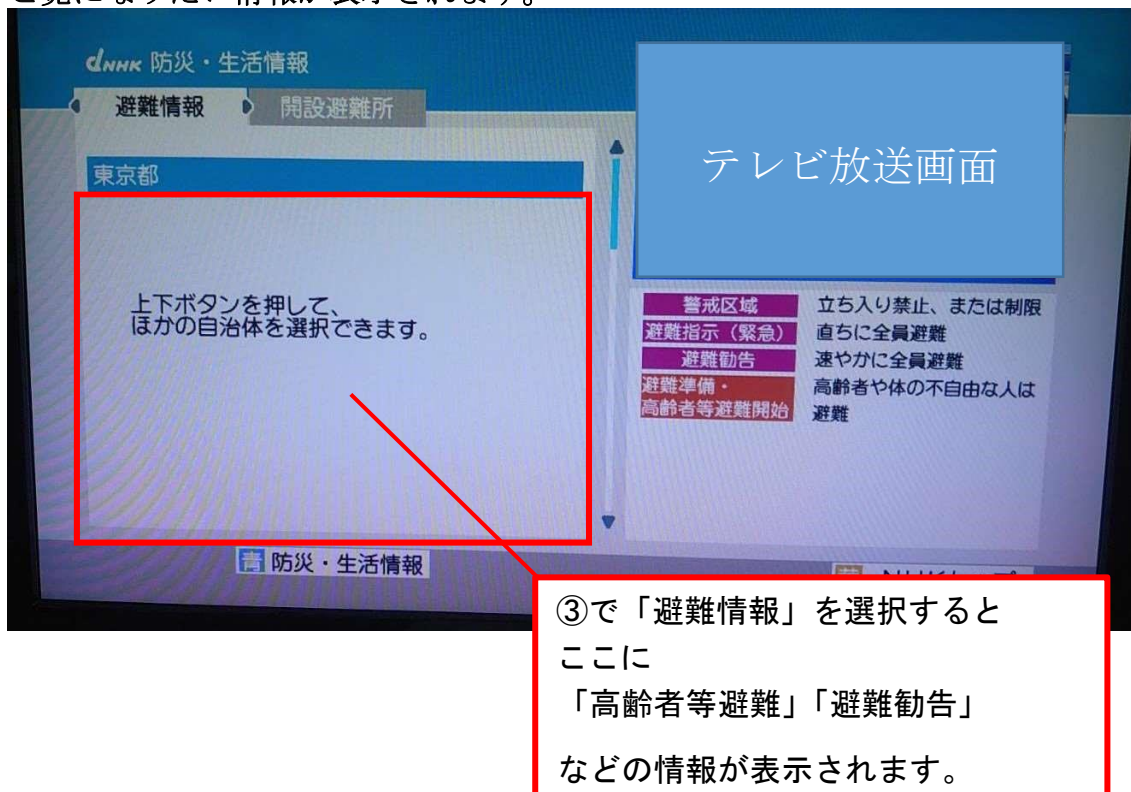 ご覧になりたい情報が表示されます。
dNHK 防災・生活情報
避難情報
開設避難所
東京都
上下ボタンを押して、
ほかの自治体を選択できます。
テレビ放送画面
警戒区域 立ち入り禁止、または制限
避難指示（緊急） 直ちに全員避難
避難勧告 速やかに全員避難
避難準備・ 高齢者や体の不自由な人は
高齢者等避難開始 避難
青 防災・生活情報
③で「避難情報」を選択すると
ここに
「高齢者等避難」「避難勧告」
などの情報が表示されます。